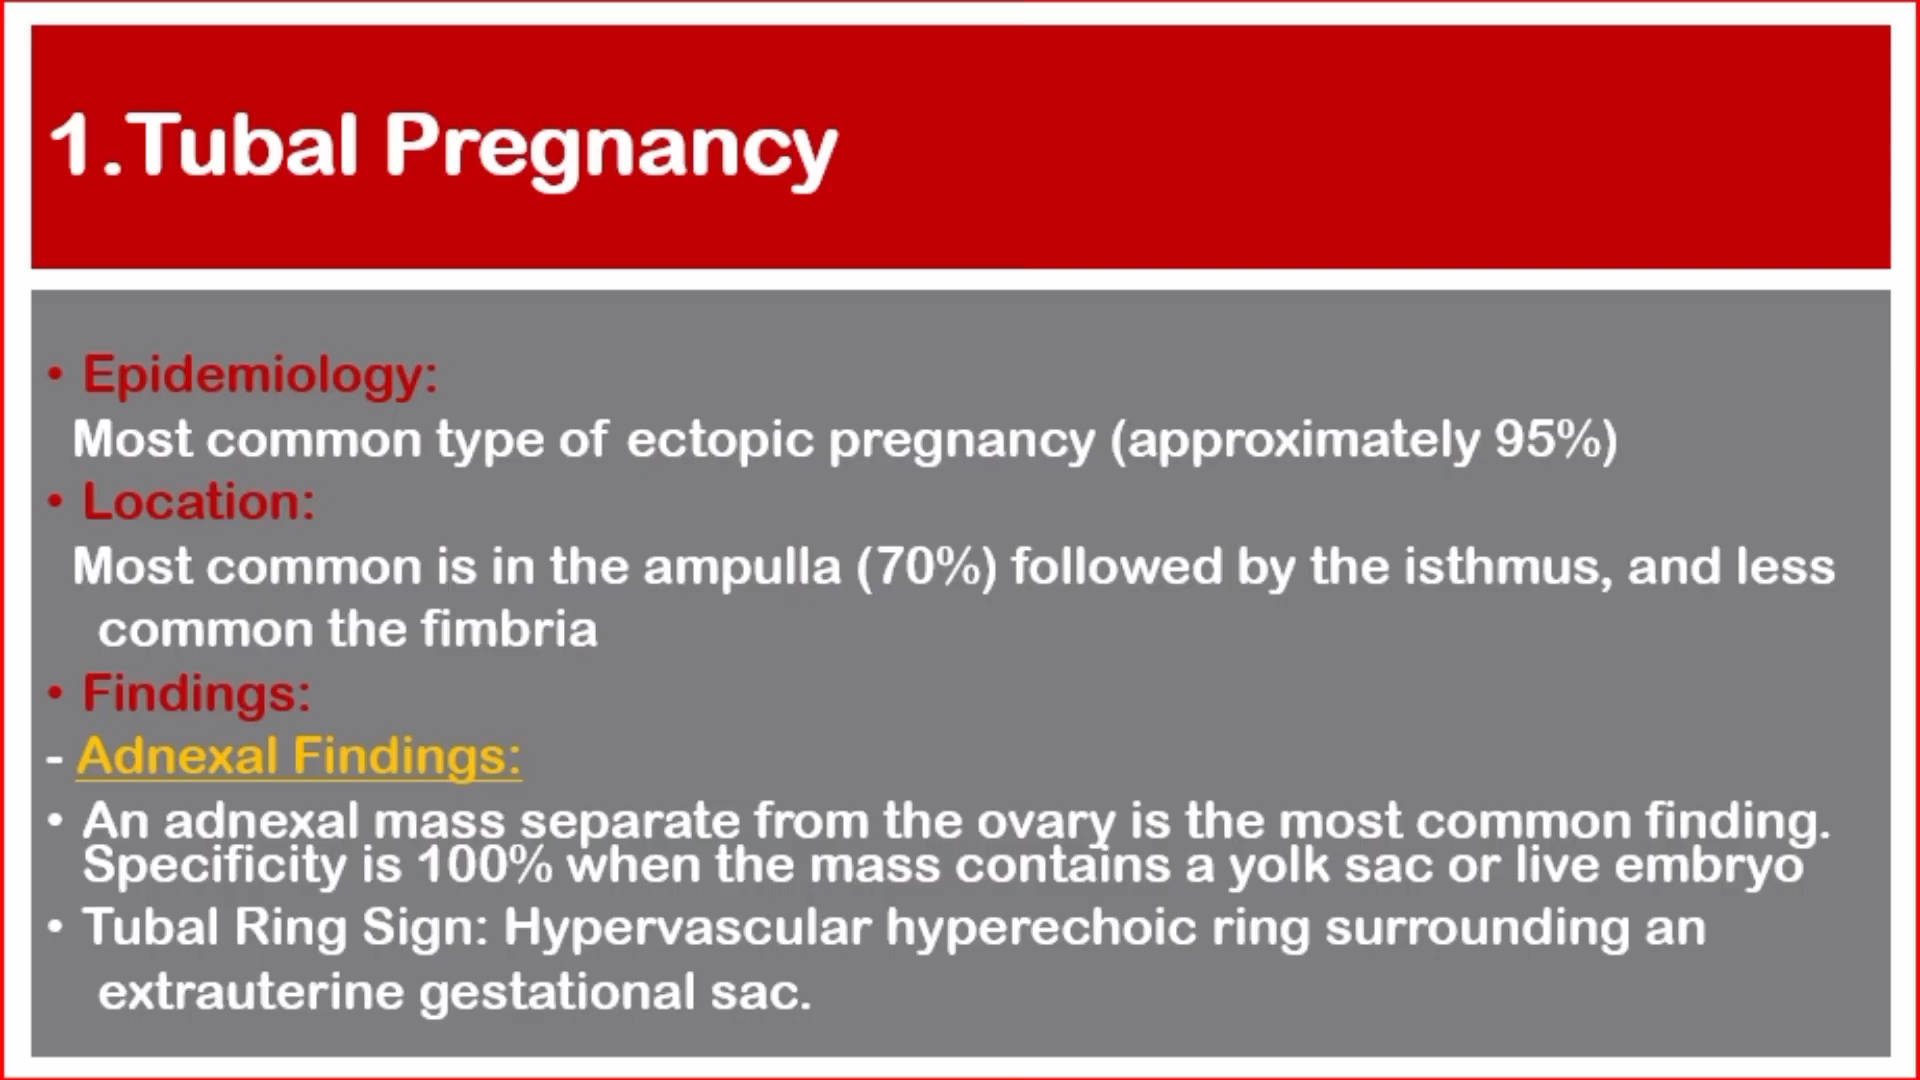 1.Tubal Pregnancy
• Epidemiology:
Most common type of ectopic pregnancy (approximately 95%)
• Location:
Most common is in the ampulla (70%) followed by the isthmus, and less
common the fimbria
• Findings:
- Adnexal Findings:
• An adnexal mass separate from the ovary is the most common finding.
Specificity is 100% when the mass contains a yolk sac or live embryo
• Tubal Ring Sign: Hypervascular hyperechoic ring surrounding an
extrauterine gestational sac.